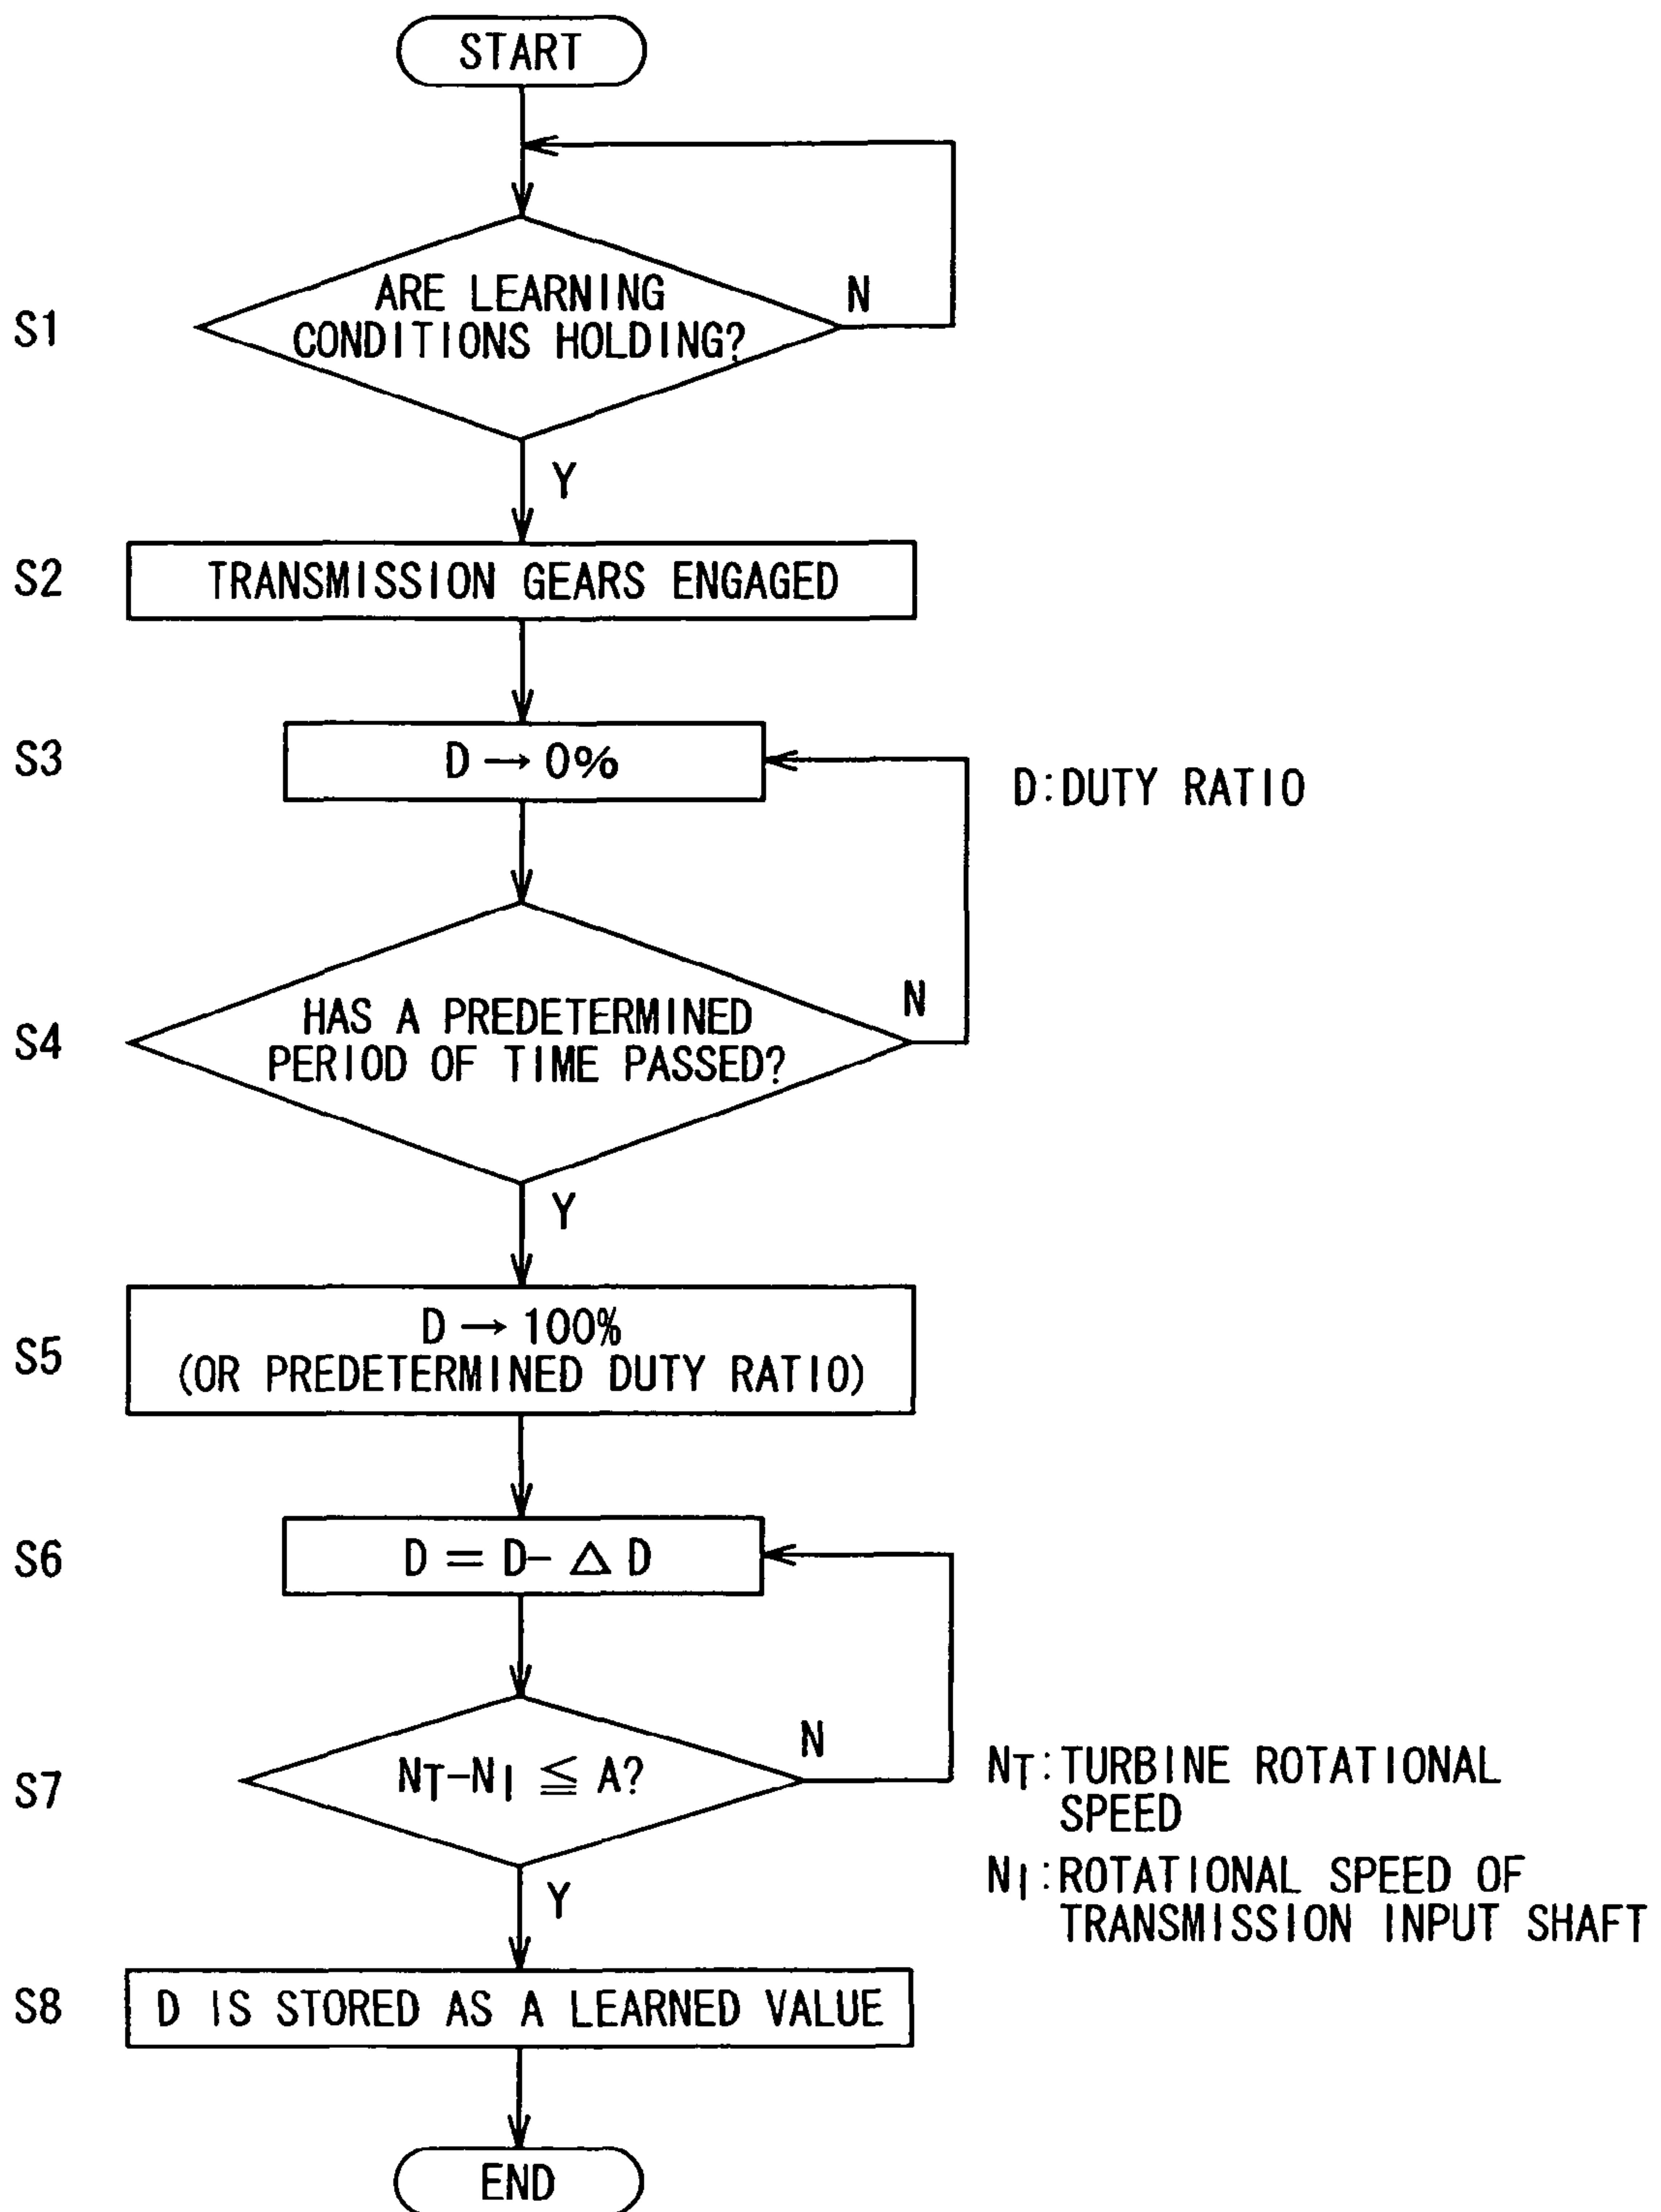 START
ARE LEARNING
CONDITIONS HOLDING?
N
S1
Y
S2
TRANSMISSION GEARS ENGAGED
S3
D → 0%
D:DUTY RATIO
N
S4
HAS A PREDETERMINED
PERIOD OF TIME PASSED?
Y
S5
D → 100%
(OR PREDETERMINED DUTY RATIO)
S6
D = D- △ D
N
S7
NT-NI ≦ A?
NT:TURBINE ROTATIONAL
SPEED
NI:ROTATIONAL SPEED OF
TRANSMISSION INPUT SHAFT
Y
S8
D IS STORED AS A LEARNED VALUE
END